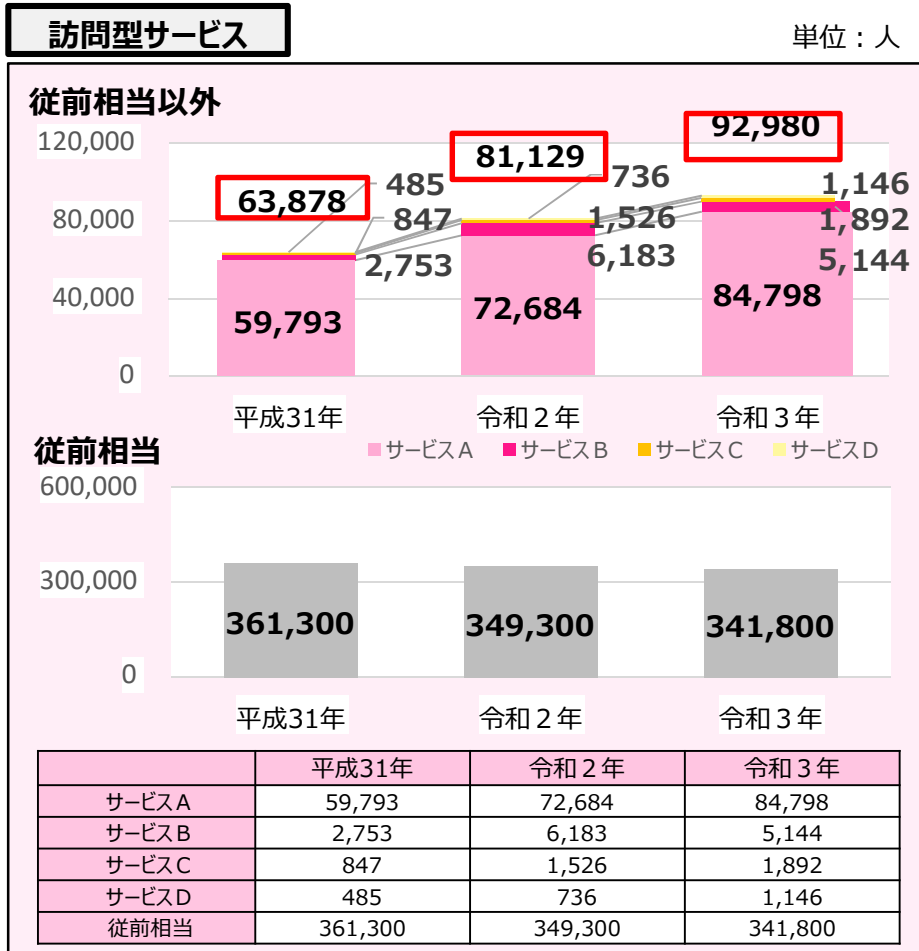 訪問型サービス
単位：人
従前相当以外
120,000
80,000
40,000
0
63,878
485
847
2,753
59,793
81,129
736
1,526
6,183
72,684
92,980
1,146
1,892
5,144
84,798
平成31年 令和２年 令和３年
サービスA サービスB サービスC サービスD
従前相当
600,000
300,000
0
361,300 349,300 341,800
平成31年 令和２年 令和３年
平成31年 令和２年 令和３年
サービスA 59,793 72,684 84,798
サービスB 2,753 6,183 5,144
サービスC 847 1,526 1,892
サービスD 485 736 1,146
従前相当 361,300 349,300 341,800